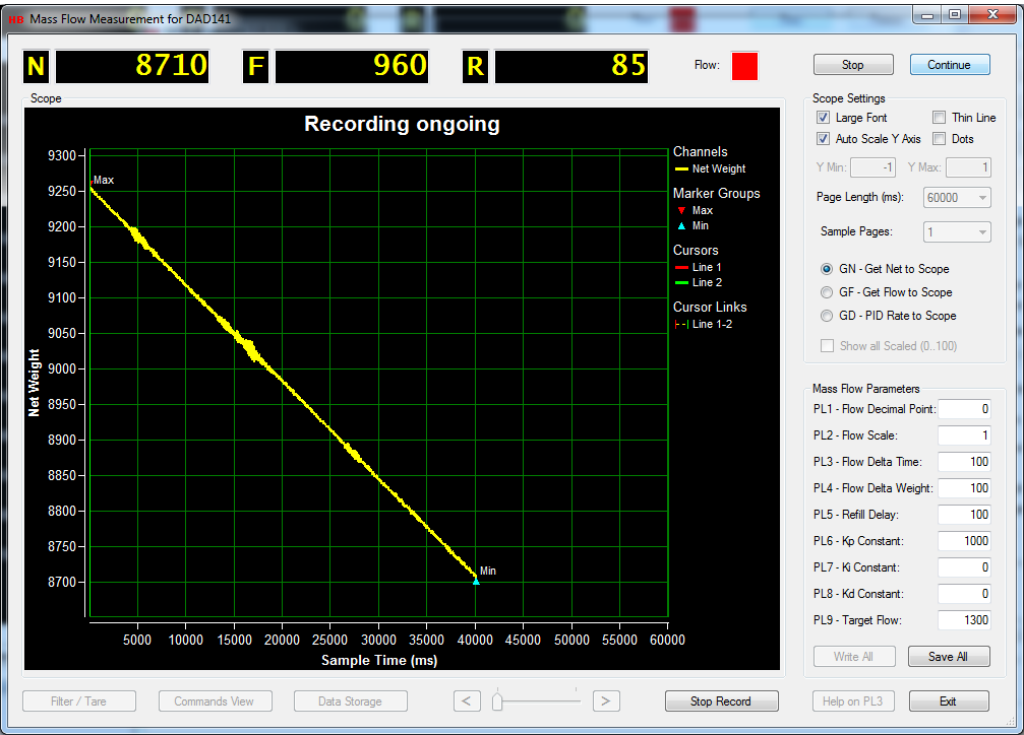 HB Mass Flow Measurement for DAD141
N 8710 F 960 R 85 Flow: Stop Continue
Scope
Recording ongoing
Net Weight
9300
9250
9200
9150
9100
9050
9000
8950
8900
8850
8800
8750
8700
Max
Min
5000 10000 15000 20000 25000 30000 35000 40000 45000 50000 55000 60000
Sample Time (ms)
Channels
Net Weight
Marker Groups
Max
Min
Cursors
Line 1
Line 2
Cursor Links
Line 1-2
Scope Settings
Large Font Thin Line
Auto Scale Y Axis Dots
Y Min: -1 Y Max: 1
Page Length (ms): 60000
Sample Pages: 1
GN - Get Net to Scope
GF - Get Flow to Scope
GD - PID Rate to Scope
Show all Scaled (0..100)
Mass Flow Parameters
PL1 - Flow Decimal Point: 0
PL2 - Flow Scale: 1
PL3 - Flow Delta Time: 100
PL4 - Flow Delta Weight: 100
PL5 - Refill Delay: 100
PL6 - Kp Constant: 1000
PL7 - Ki Constant: 0
PL8 - Kd Constant: 0
PL9 - Target Flow: 1300
Write All Save All
Filter / Tare Commands View Data Storage < > Stop Record Help on PL3 Exit